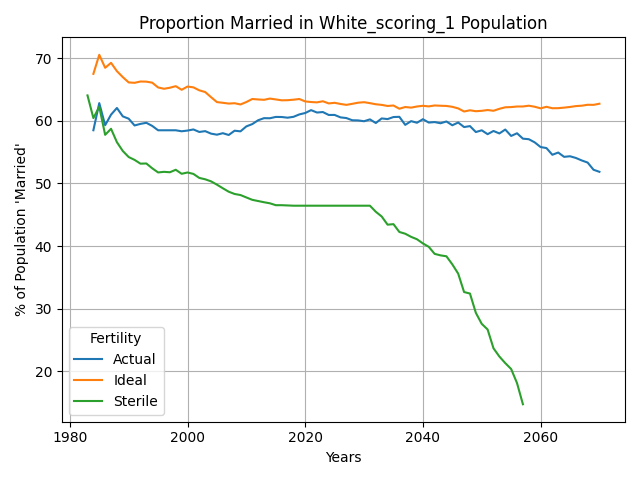 Proportion Married in White_scoring_1 Population
% of Population 'Married'
70
60
50
40
30
20
1980
2000
2020
2040
2060
Years
Fertility
Actual
Ideal
Sterile